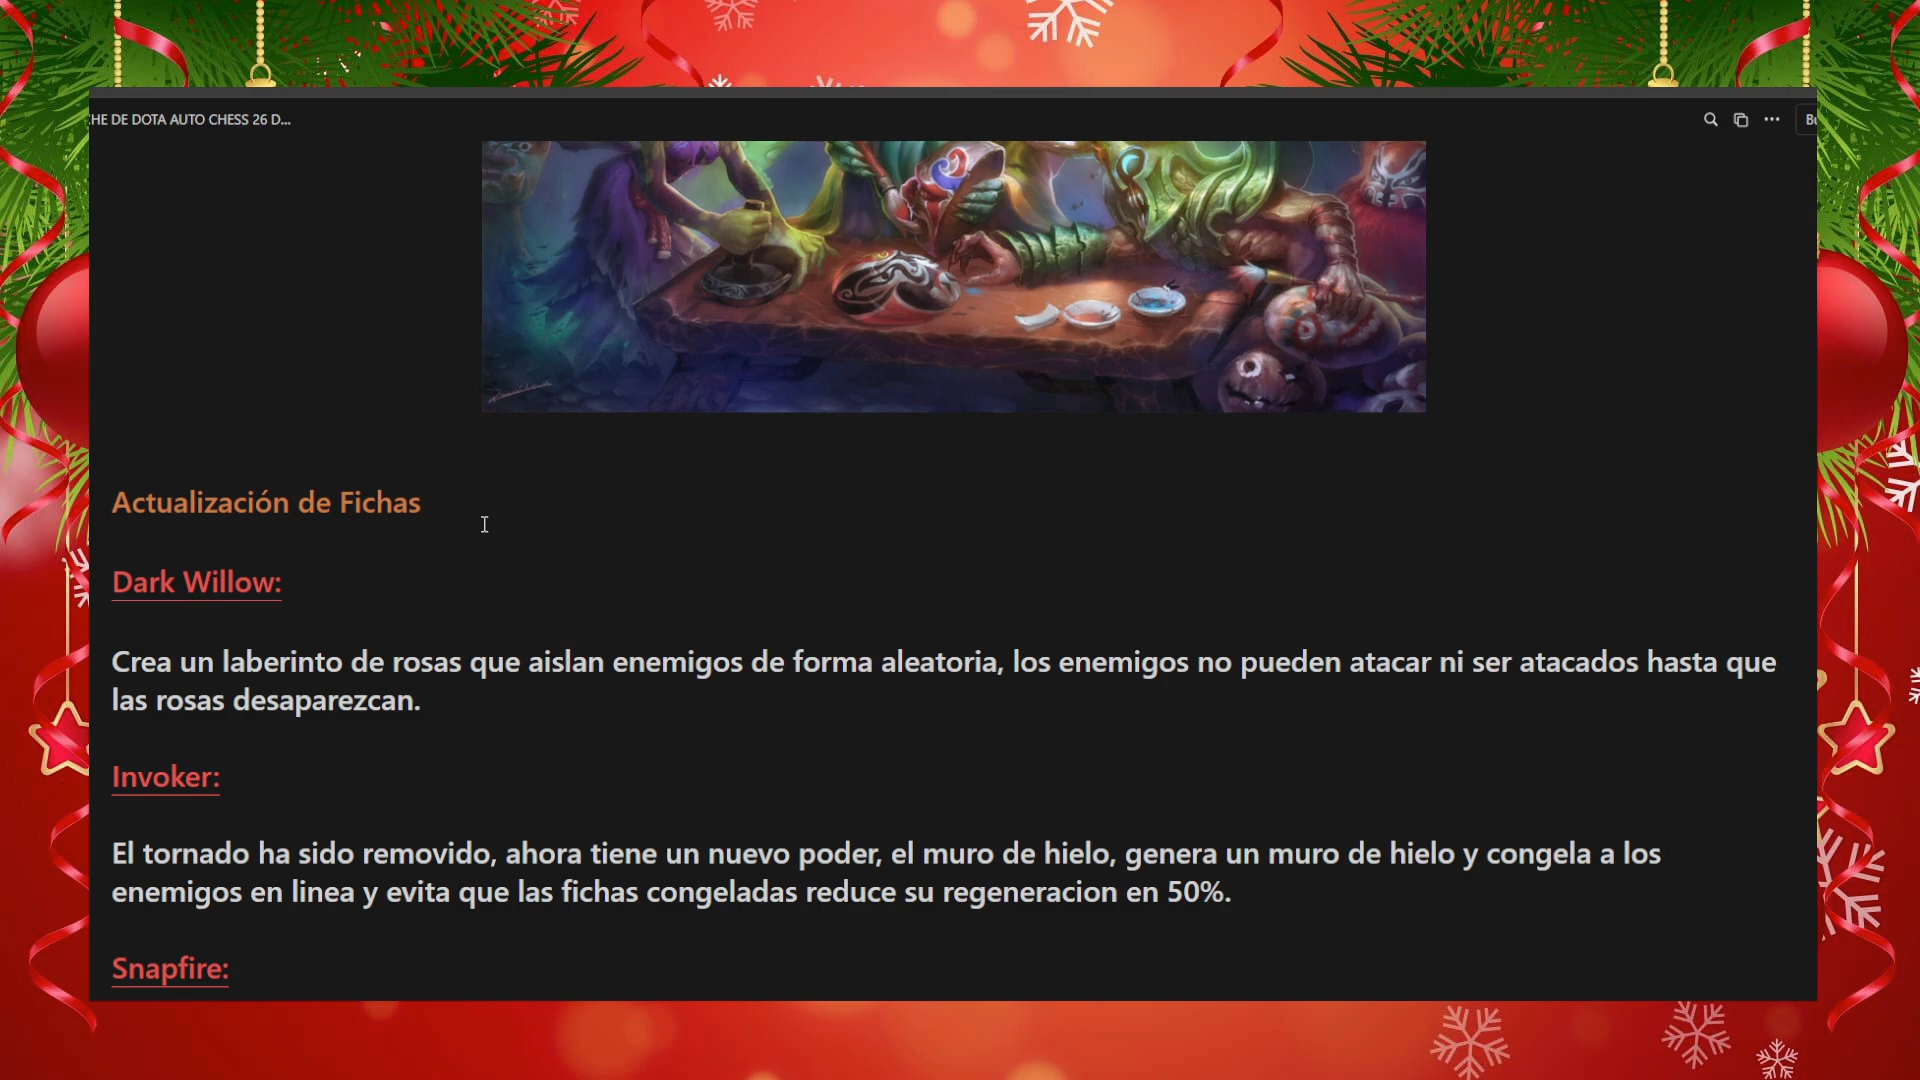 HE DE DOTA AUTO CHESS 26 D...
Actualización de Fichas
Dark Willow:
Crea un laberinto de rosas que aislan enemigos de forma aleatoria, los enemigos no pueden atacar ni ser atacados hasta que
las rosas desaparezcan.
Invoker:
El tornado ha sido removido, ahora tiene un nuevo poder, el muro de hielo, genera un muro de hielo y congela a los
enemigos en linea y evita que las fichas congeladas reduce su regeneracion en 50%.
Snapfire: